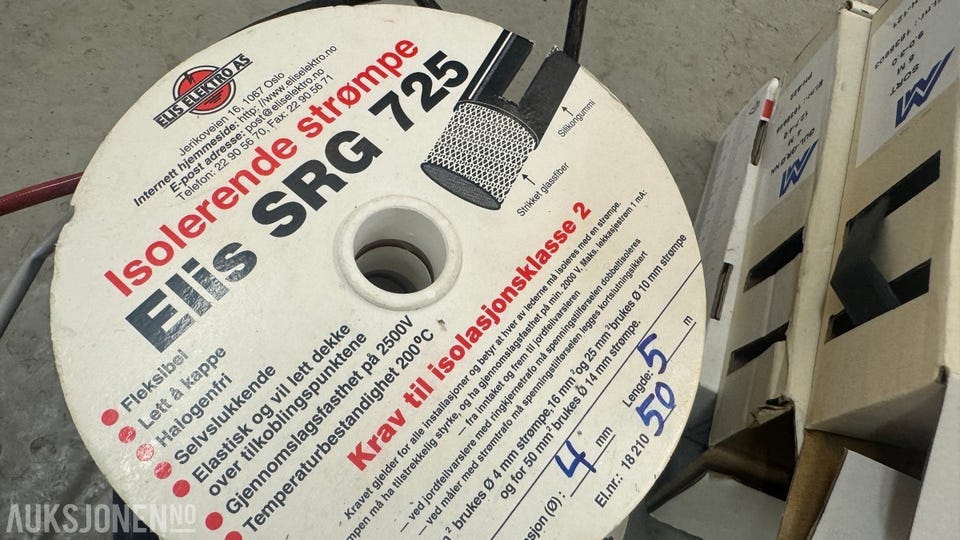 ELIS ELEKTRO AS
Jerikoveien 16, 1067 Oslo
Internett hjemmeside: http://www.eliselektro.no
E-post adresse: post@eliselektro.no
Telefon: 22 90 56 70, Fax: 22 90 56 71
Isolerende strømpe
Elis SRG 725
Silikongummi
Strikket glassfiber
Fleksibel
Lett å kappe
Halogenfri
Selvslukkende
Elastisk og vil lett dekke
over tilkoblingspunktene
Gjennomslagsfasthet på 2500V
Temperaturbestandighet 200°C
Krav til isolasjonsklasse 2
Kravet gjelder for alle installasjoner og betyr at hver av lederne må isoleres med en strømpe.
mpen må ha tilstrekkelig styrke, og ha gjennomslagsfasthet på min. 2000 V. Maks. lekkasjestrøm 1 mA:
— fra inntaket og frem til jordfeilvarsleren
— ved jordfeilvarslere med ringkjernetrafo må spenningstilførselen dobbeltisoleres
— ved måler med strømtrafo må spenningstilførselen legges kortslutningsikkert
² brukes Ø 4 mm strømpe, 16 mm² og 25 mm² brukes Ø 10 mm strømpe
og for 50 mm² brukes Ø 14 mm strømpe.
sjon (Ø): 4 mm
Lengde: 5 m
El.nr.: 18 210 50
SORT
GUL
AUKSJONEN.NO